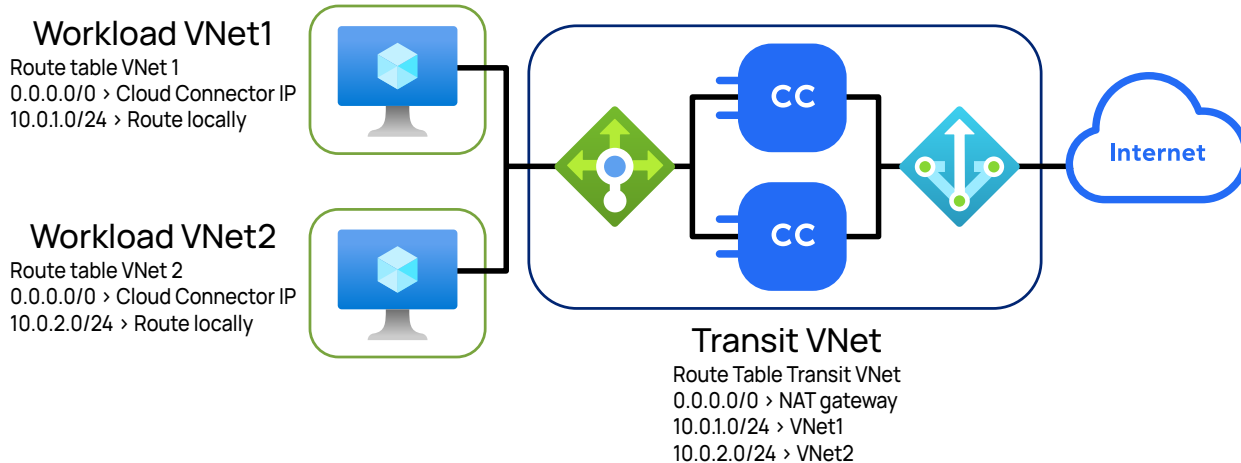 Workload VNet1
Route table VNet 1
0.0.0.0/0 > Cloud Connector IP
10.0.1.0/24 > Route locally
Workload VNet2
Route table VNet 2
0.0.0.0/0 > Cloud Connector IP
10.0.2.0/24 > Route locally
CC
CC
Internet
Transit VNet
Route Table Transit VNet
0.0.0.0/0 > NAT gateway
10.0.1.0/24 > VNet1
10.0.2.0/24 > VNet2